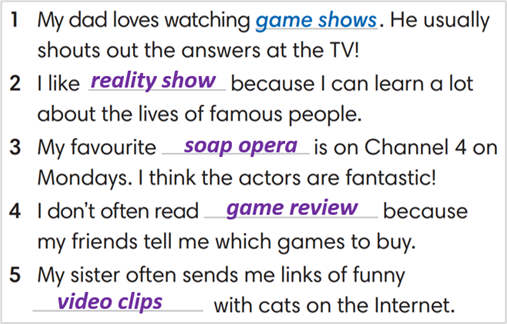 1 My dad loves watching game shows. He usually
shouts out the answers at the TV!
2 I like reality show because I can learn a lot
about the lives of famous people.
3 My favourite soap opera is on Channel 4 on
Mondays. I think the actors are fantastic!
4 I don't often read game review because
my friends tell me which games to buy.
5 My sister often sends me links of funny
video clips with cats on the Internet.